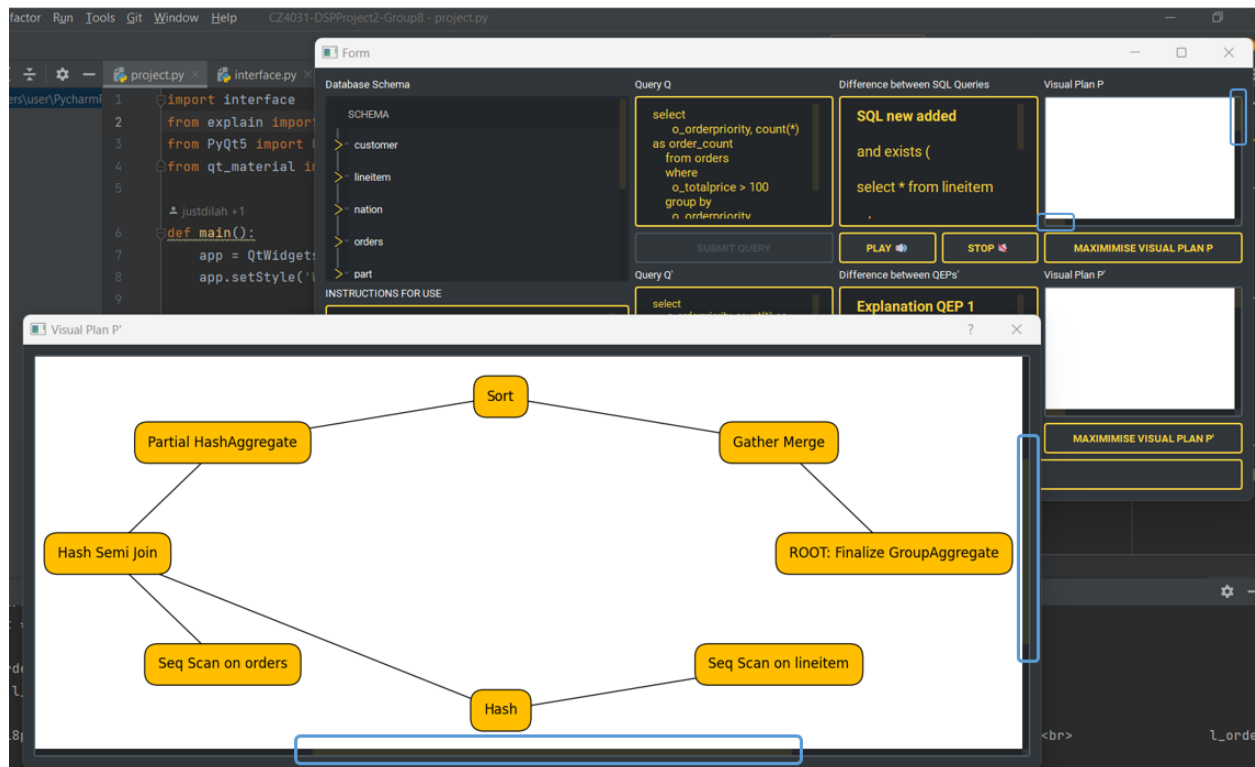 factor Run Tools Git Window Help CZ4031-DSPProject2-Group8 - project.py
project.py
interface.py
1 import interface
2 from explain impor
3 from PyQt5 import
4 from qt_material i
5
justdilah +1
6 def main():
7 app = QtWidgets
8 app.setStyle('
9
Form
Database Schema
SCHEMA
customer
lineitem
nation
orders
part
INSTRUCTIONS FOR USE
Query Q
select
o_orderpriority, count(*)
as order_count
from orders
where
o_totalprice > 100
group by
o_orderpriority
SUBMIT QUERY
Query Q'
select
Difference between SQL Queries
SQL new added
and exists (
select * from lineitem
PLAY
STOP
Difference between QEPs'
Explanation QEP 1
Visual Plan P
MAXIMIMISE VISUAL PLAN P
Visual Plan P'
MAXIMIMISE VISUAL PLAN P'
Visual Plan P'
Sort
Partial HashAggregate
Gather Merge
Hash Semi Join
ROOT: Finalize GroupAggregate
Seq Scan on orders
Seq Scan on lineitem
Hash
<br> l_orde